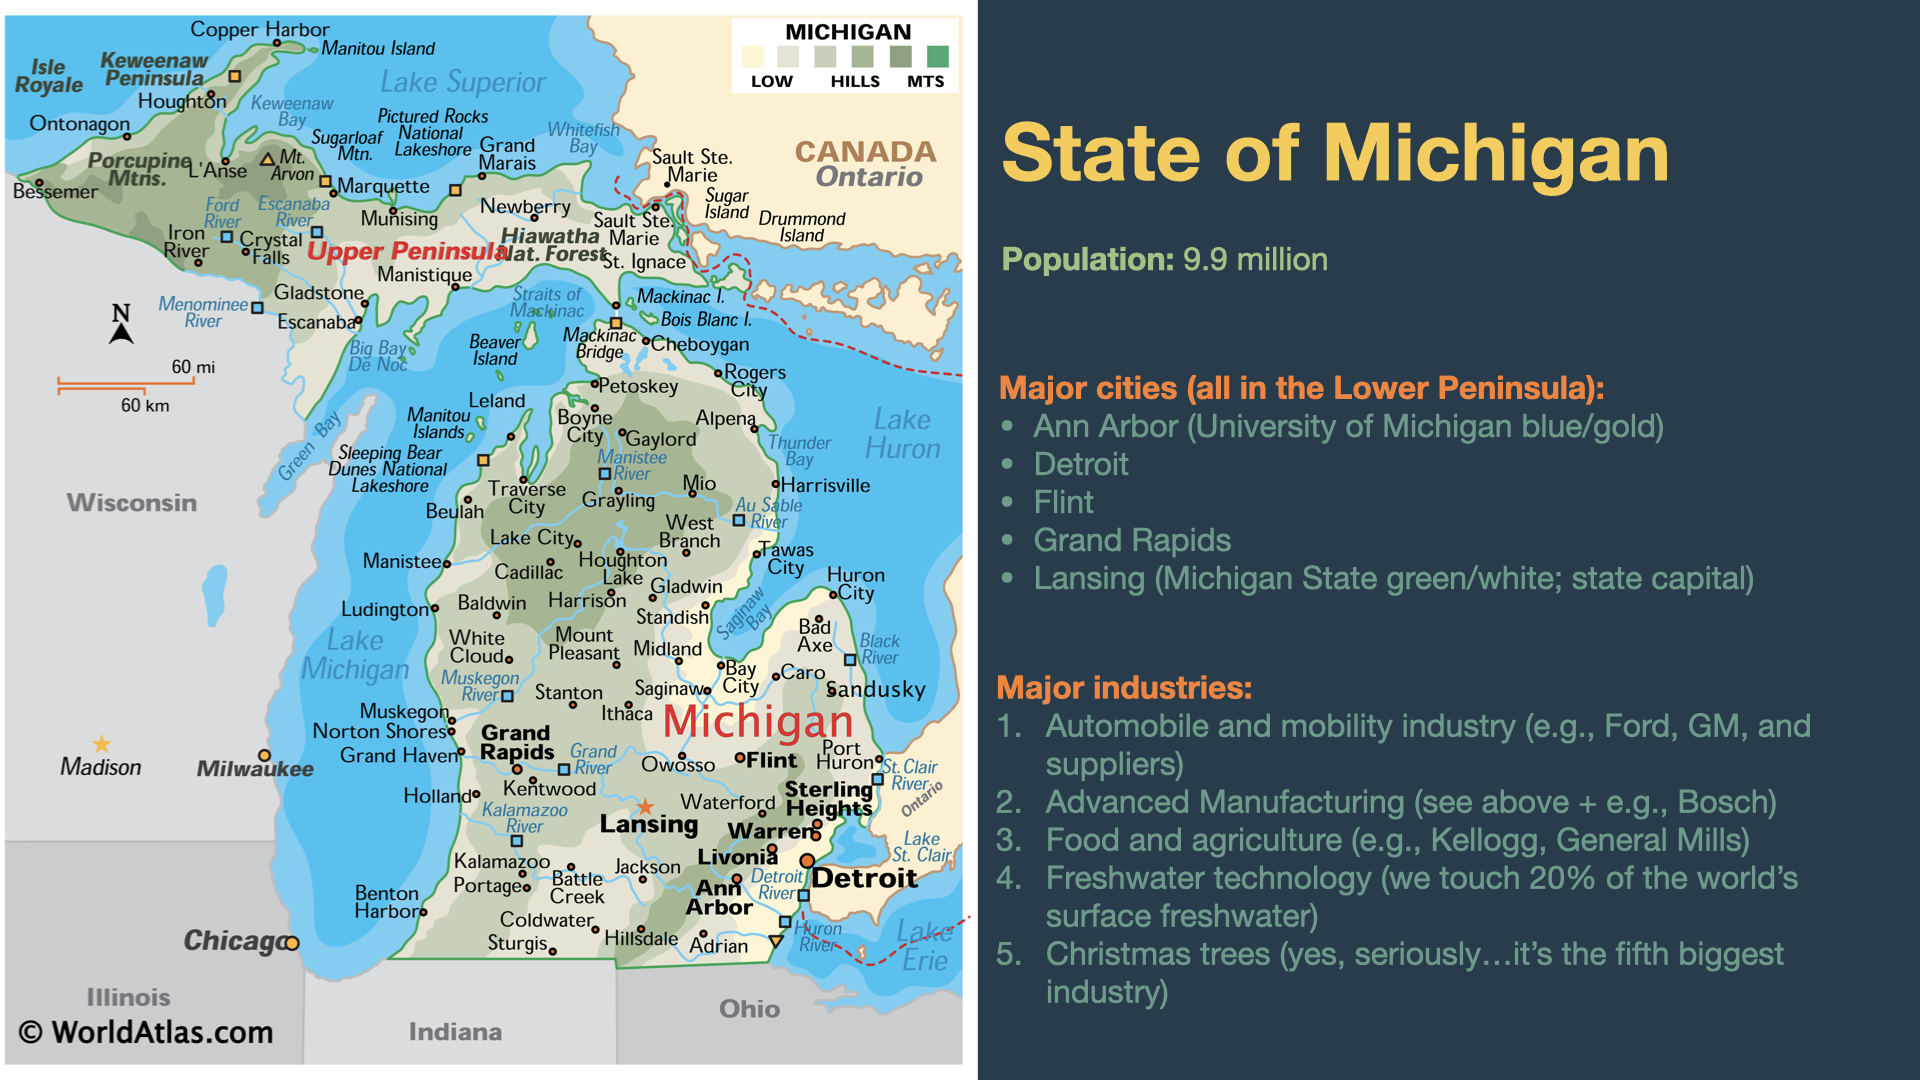 Copper Harbor
Manitou Island
Isle
Royale
Keweenaw
Peninsula
Lake Superior
MICHIGAN
LOW HILLS MTS
Houghton
Keweenaw
Bay
Ontonagon
Sugarloaf
Mtn.
Pictured Rocks
National
Lakeshore
Grand
Marais
Whitefish
Bay
CANADA
Ontario
Sault Ste.
Marie
Porcupine
Mtns.
L'Anse
Mt.
Arvon
Marquette
Bessemer
Ford
River
Escanaba
River
Munising
Newberry
Sugar
Island
Drummond
Island
Sault Ste.
Marie
Iron
River
Crystal
Falls
Upper Peninsula
Hiawatha
Nat. Forest
St. Ignace
Manistique
Gladstone
Menominee
River
Escanaba
Straits of
Mackinac
Mackinac I.
Bois Blanc I.
N
Big Bay
De Noc
Beaver
Island
Mackinac
Bridge
Cheboygan
60 mi
60 km
Petoskey
Rogers
City
Leland
Manitou
Islands
Boyne
City
Gaylord
Alpena
Lake
Huron
Green Bay
Sleeping Bear
Dunes National
Lakeshore
Manistee
River
Thunder
Bay
Wisconsin
Traverse
City
Grayling
Mio
Harrisville
Beulah
Au Sable
River
West
Branch
Lake City
Manistee
Cadillac
Houghton
Lake
Tawas
City
Gladwin
Huron
City
Ludington
Baldwin
Harrison
Standish
Saginaw
Bay
Lake
Michigan
White
Cloud
Mount
Pleasant
Midland
Bad
Axe
Black
River
Muskegon
River
Stanton
Saginaw
Bay
City
Caro
Sandusky
Ithaca
Michigan
Muskegon
Norton Shores
Grand Haven
Grand
Rapids
Grand
River
Owosso
Flint
Port
Huron
St. Clair
River
Madison
Milwaukee
Kentwood
Holland
Kalamazoo
River
Lansing
Waterford
Sterling
Heights
Warren
Ontario
Lake
St. Clair
Livonia
Kalamazoo
Portage
Battle
Creek
Jackson
Ann
Arbor
Detroit
River
Detroit
Benton
Harbor
Coldwater
Sturgis
Hillsdale
Adrian
Huron
River
Lake
Erie
Chicago
Illinois
Indiana
Ohio
© WorldAtlas.com
State of Michigan
Population: 9.9 million
Major cities (all in the Lower Peninsula):
• Ann Arbor (University of Michigan blue/gold)
• Detroit
• Flint
• Grand Rapids
• Lansing (Michigan State green/white; state capital)
Major industries:
1. Automobile and mobility industry (e.g., Ford, GM, and
suppliers)
2. Advanced Manufacturing (see above + e.g., Bosch)
3. Food and agriculture (e.g., Kellogg, General Mills)
4. Freshwater technology (we touch 20% of the world’s
surface freshwater)
5. Christmas trees (yes, seriously…it’s the fifth biggest
industry)